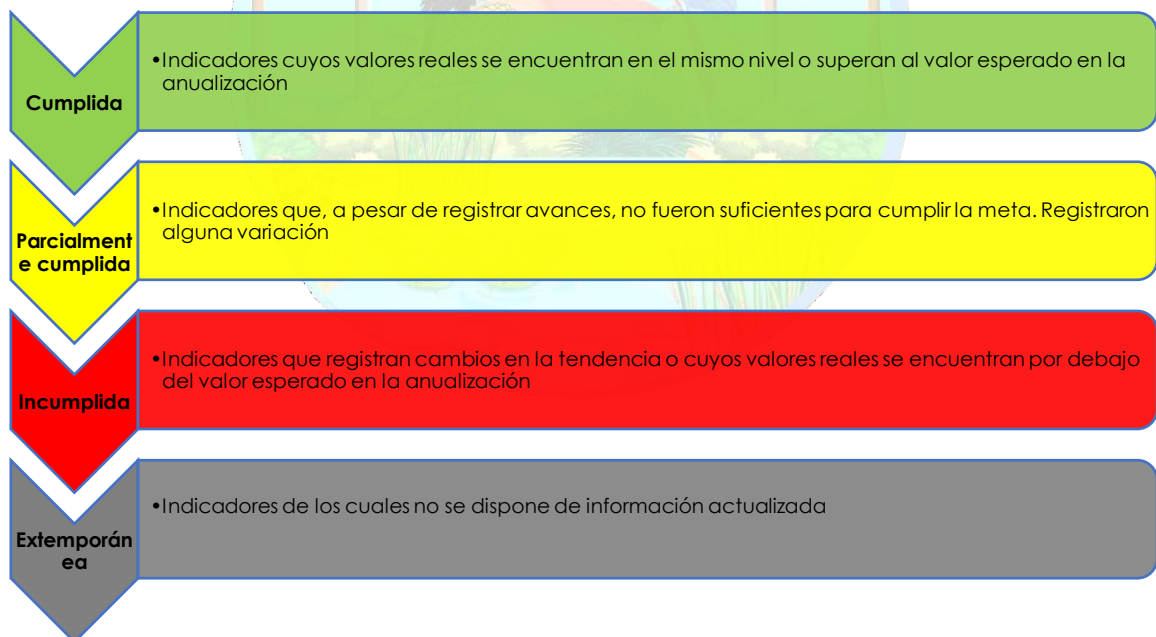 Cumplida
•Indicadores cuyos valores reales se encuentran en el mismo nivel o superan al valor esperado en la
anualización
Parcialment
e cumplida
•Indicadores que, a pesar de registrar avances, no fueron suficientes para cumplir la meta. Registraron
alguna variación
Incumplida
•Indicadores que registran cambios en la tendencia o cuyos valores reales se encuentran por debajo
del valor esperado en la anualización
Extemporán
ea
•Indicadores de los cuales no se dispone de información actualizada